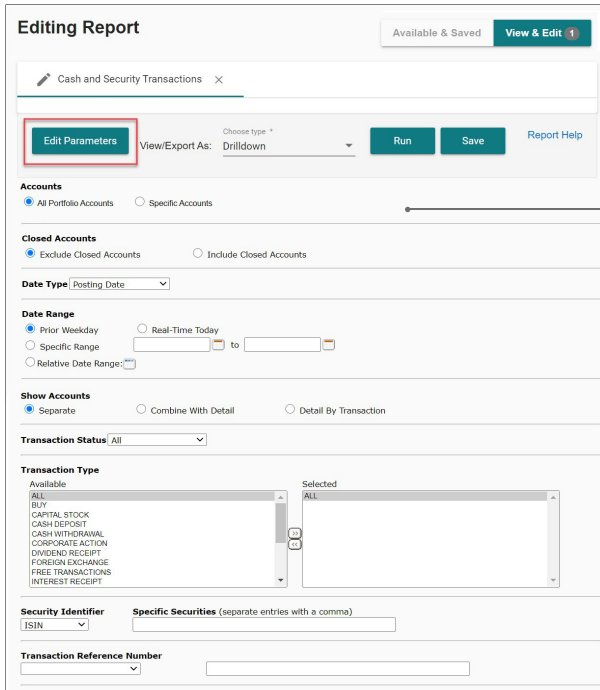 Editing Report
Available & Saved View & Edit 1
Cash and Security Transactions ×
Edit Parameters View/Export As: Choose type * Drilldown Run Save Report Help
Accounts
All Portfolio Accounts Specific Accounts
Closed Accounts
Exclude Closed Accounts Include Closed Accounts
Date Type Posting Date
Date Range
Prior Weekday Real-Time Today
Specific Range to
Relative Date Range:
Show Accounts
Separate Combine With Detail Detail By Transaction
Transaction Status All
Transaction Type
Available Selected
ALL ALL
BUY
CAPITAL STOCK
CASH DEPOSIT
CASH WITHDRAWAL
CORPORATE ACTION
DIVIDEND RECEIPT
FOREIGN EXCHANGE
FREE TRANSACTIONS
INTEREST RECEIPT
>>
<<
Security Identifier Specific Securities (separate entries with a comma)
ISIN
Transaction Reference Number